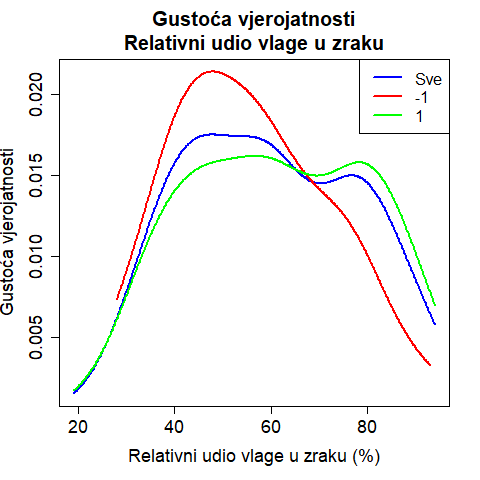 Gustoća vjerojatnosti
Relativni udio vlage u zraku
Sve
-1
1
Gustoća vjerojatnosti
0.020
0.015
0.010
0.005
20
40
60
80
Relativni udio vlage u zraku (%)